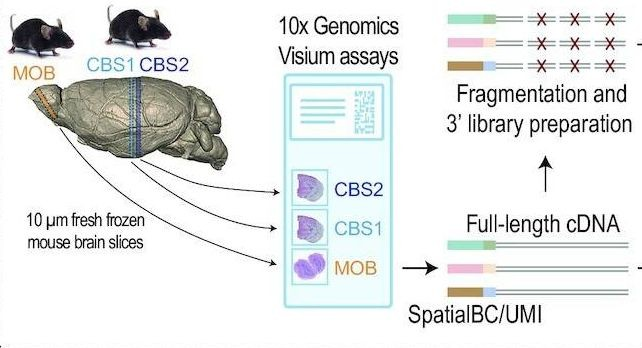 MOB
CBS1 CBS2
10x Genomics
Visium assays
CBS2
CBS1
MOB
10 µm fresh frozen
mouse brain slices
Fragmentation and
3’ library preparation
Full-length cDNA
SpatialBC/UMI